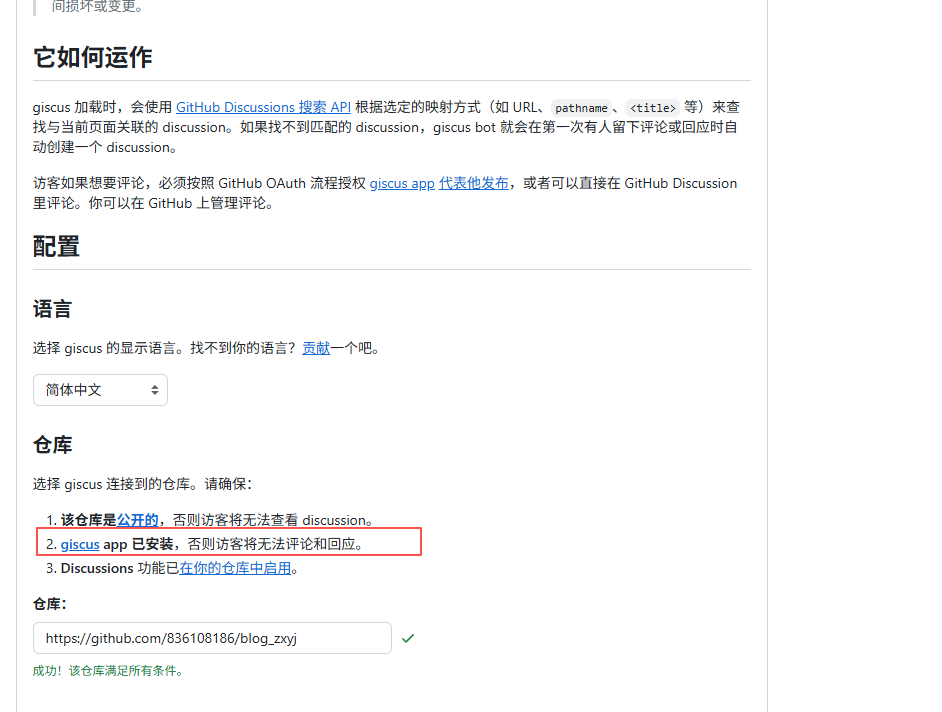 间损坏或变更。
它如何运作
giscus 加载时，会使用 GitHub Discussions 搜索 API 根据选定的映射方式（如 URL、pathname、<title> 等）来查
找与当前页面关联的 discussion。如果找不到匹配的 discussion，giscus bot 就会在第一次有人留下评论或回应时自
动创建一个 discussion。
访客如果想要评论，必须按照 GitHub OAuth 流程授权 giscus app 代表他发布，或者可以直接在 GitHub Discussion
里评论。你可以在 GitHub 上管理评论。
配置
语言
选择 giscus 的显示语言。找不到你的语言？贡献一个吧。
简体中文
仓库
选择 giscus 连接到的仓库。请确保：
1. 该仓库是公开的，否则访客将无法查看 discussion。
2. giscus app 已安装，否则访客将无法评论和回应。
3. Discussions 功能已在你的仓库中启用。
仓库：
https://github.com/836108186/blog_zxyj
成功！该仓库满足所有条件。